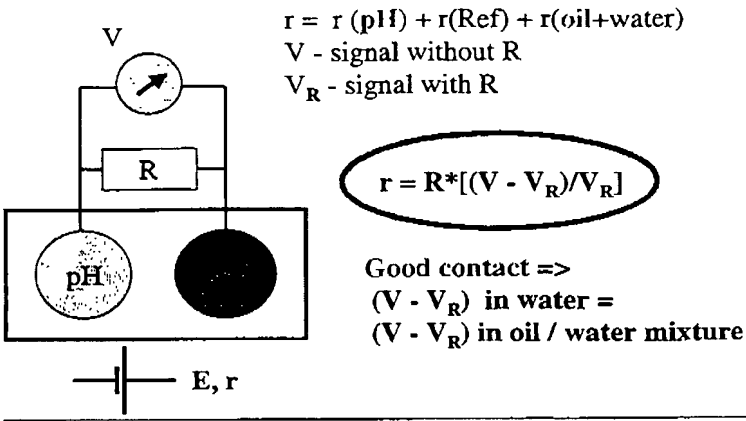 r = r (pH) + r(Ref) + r(oil+water)
V - signal without R
V_R - signal with R
V
R
r = R*[(V - V_R)/V_R]
pH
Good contact =>
(V - V_R) in water =
(V - V_R) in oil / water mixture
E, r